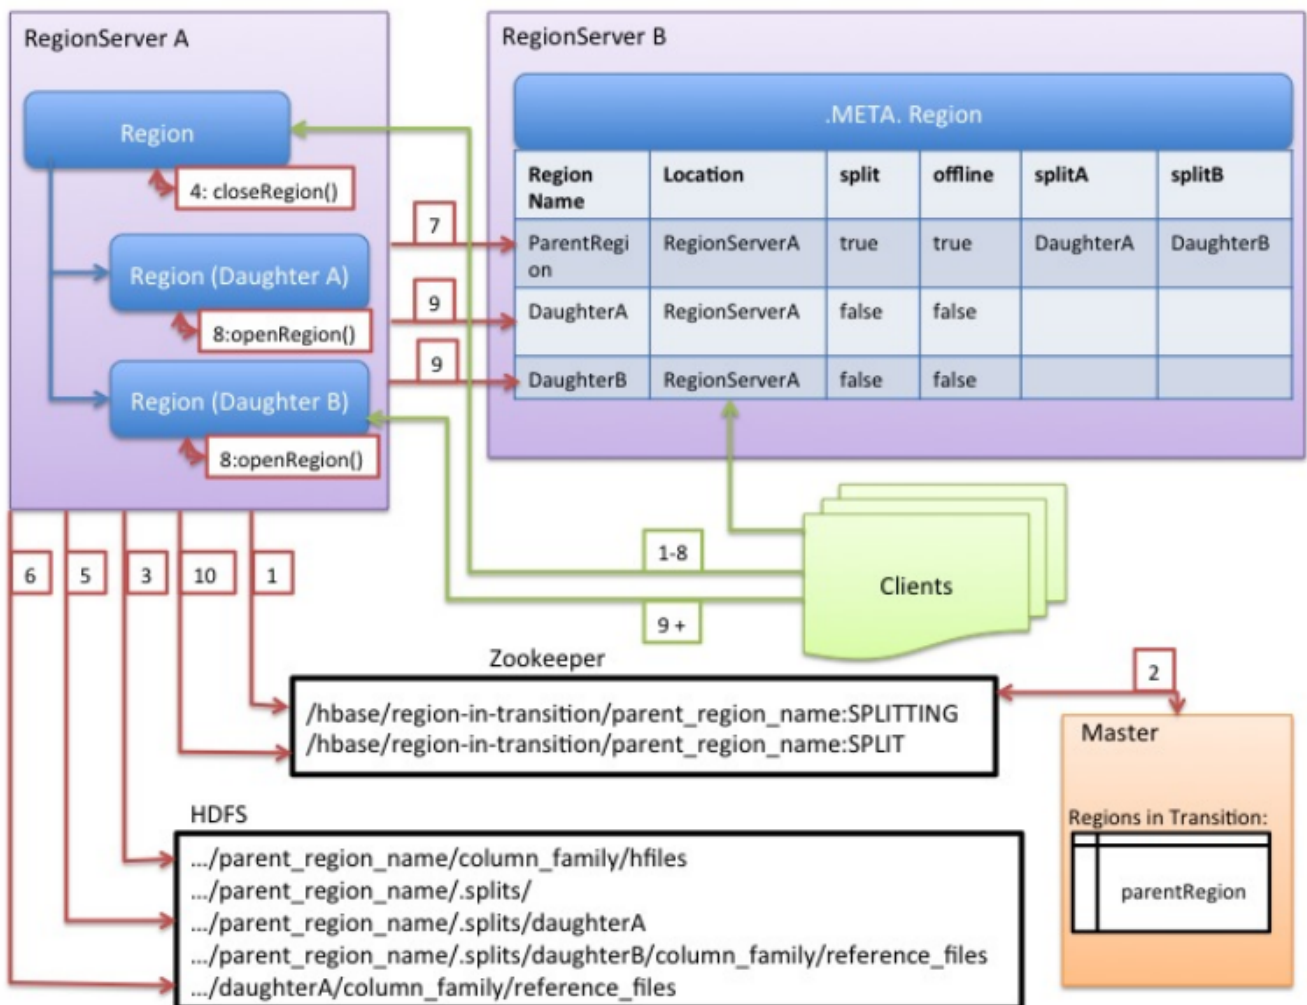 RegionServer A
Region
4: closeRegion()
Region (Daughter A)
8:openRegion()
Region (Daughter B)
8:openRegion()
7
9
9
RegionServer B
.META. Region
Region Name Location split offline splitA splitB
ParentRegi
on RegionServerA true true DaughterA DaughterB
DaughterA RegionServerA false false
DaughterB RegionServerA false false
1-8
9 +
Clients
6 5 3 10 1
Zookeeper
/hbase/region-in-transition/parent_region_name:SPLITTING
/hbase/region-in-transition/parent_region_name:SPLIT
2
Master
Regions in Transition:
parentRegion
HDFS
.../parent_region_name/column_family/hfiles
.../parent_region_name/.splits/
.../parent_region_name/.splits/daughterA
.../parent_region_name/.splits/daughterB/column_family/reference_files
.../daughterA/column_family/reference_files